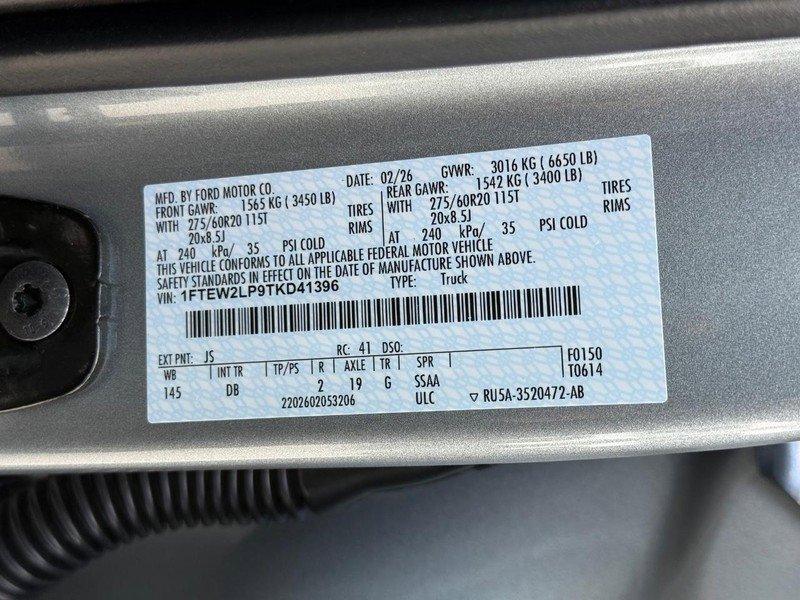 MFD. BY FORD MOTOR CO. DATE: 02/26 GVWR: 3016 KG ( 6650 LB)
FRONT GAWR: 1565 KG ( 3450 LB) REAR GAWR: 1542 KG ( 3400 LB)
WITH 275/60R20 115T TIRES WITH 275/60R20 115T TIRES
20x8.5J RIMS 20x8.5J RIMS
AT 240 kPa/ 35 PSI COLD AT 240 kPa/ 35 PSI COLD
THIS VEHICLE CONFORMS TO ALL APPLICABLE FEDERAL MOTOR VEHICLE
SAFETY STANDARDS IN EFFECT ON THE DATE OF MANUFACTURE SHOWN ABOVE.
VIN: 1FTEW2LP9TKD41396 TYPE: Truck
EXT PNT: JS RC: 41 DSO: F0150
WB INT TR TP/PS R AXLE TR SPR T0614
145 DB 2 19 G SSAA
2202602053206 ULC ▽ RU5A-3520472-AB